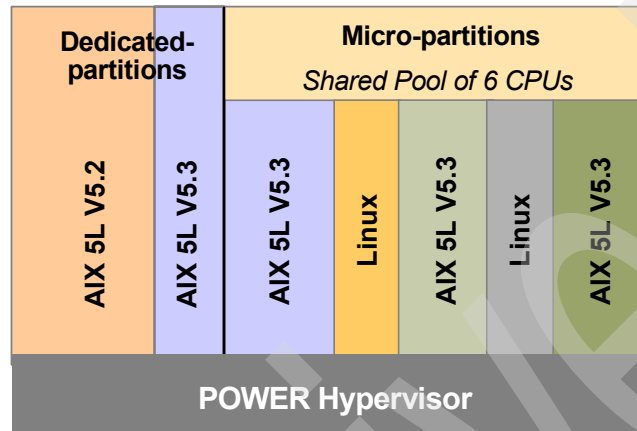 Dedicated-
partitions
Micro-partitions
Shared Pool of 6 CPUs
AIX 5L V5.2
AIX 5L V5.3
AIX 5L V5.3
Linux
AIX 5L V5.3
Linux
AIX 5L V5.3
POWER Hypervisor